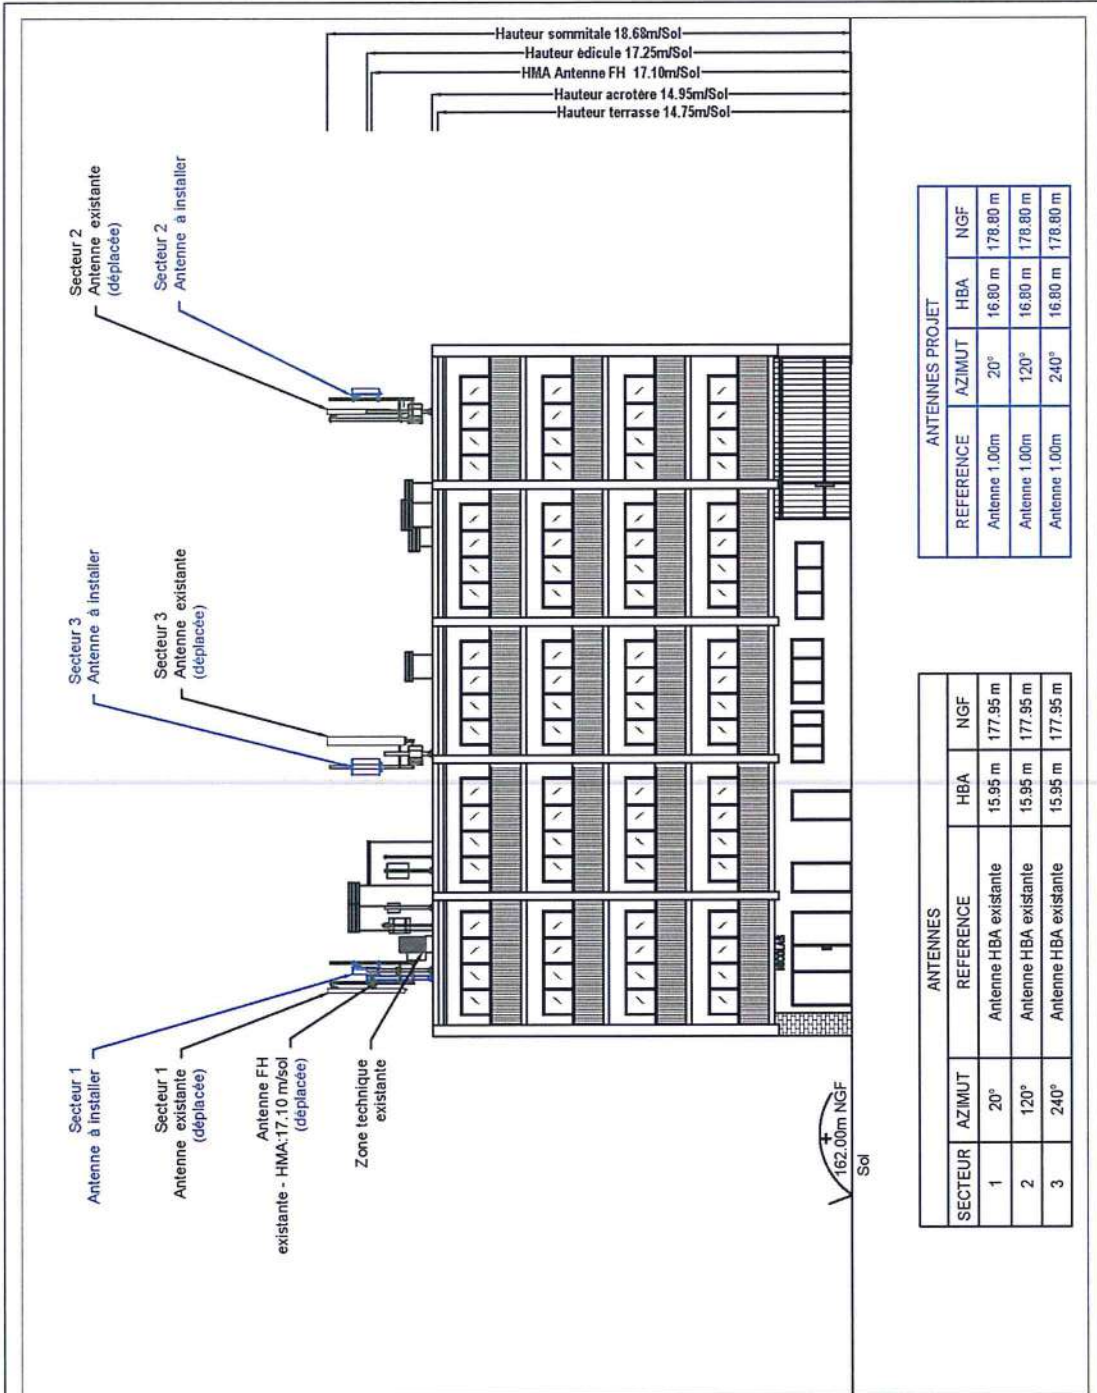 Hauteur sommitale 18.68m/Sol
Hauteur édicule 17.25m/Sol
HMA Antenne FH 17.10m/Sol
Hauteur acrotère 14.95m/Sol
Hauteur terrasse 14.75m/Sol
Secteur 1
Antenne à installer
Secteur 1
Antenne existante
(déplacée)
Antenne FH
existante - HMA:17.10 m/sol
(déplacée)
Zone technique
existante
Secteur 3
Antenne à installer
Secteur 3
Antenne existante
(déplacée)
Secteur 2
Antenne existante
(déplacée)
Secteur 2
Antenne à installer
NICOLAS
162.00m NGF
Sol
ANTENNES
SECTEUR AZIMUT REFERENCE HBA NGF
1 20° Antenne HBA existante 15.95 m 177.95 m
2 120° Antenne HBA existante 15.95 m 177.95 m
3 240° Antenne HBA existante 15.95 m 177.95 m
ANTENNES PROJET
REFERENCE AZIMUT HBA NGF
Antenne 1.00m 20° 16.80 m 178.80 m
Antenne 1.00m 120° 16.80 m 178.80 m
Antenne 1.00m 240° 16.80 m 178.80 m